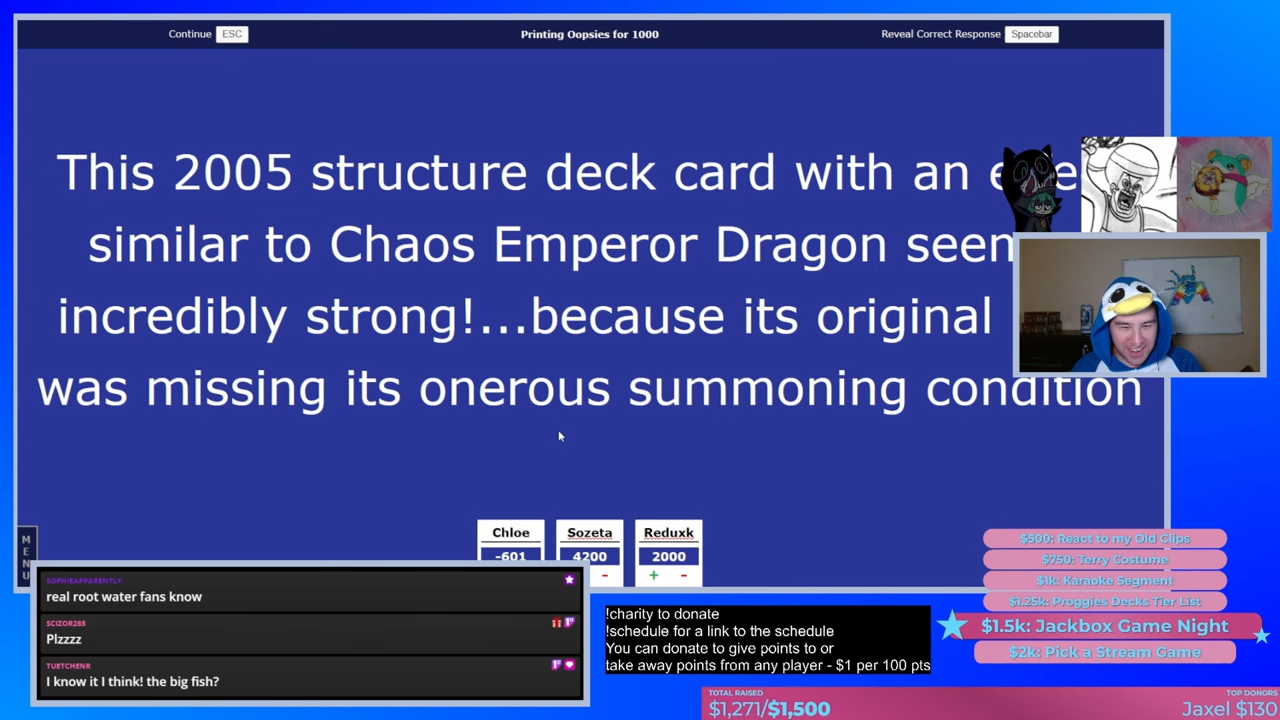 Continue ESC
Printing Oopsies for 1000
Reveal Correct Response Spacebar
This 2005 structure deck card with an
similar to Chaos Emperor Dragon
incredibly strong!...because its original
was missing its onerous summoning condition
MENU
Chloe
-601
Sozeta
4200
-
Reduxk
2000
+ -
SOPHIEAPPARENTLY
real root water fans know
SCIZOR285
Plzzzz
TUETCHENR
I know it I think! the big fish?
!charity to donate
!schedule for a link to the schedule
You can donate to give points to or
take away points from any player - $1 per 100 pts
$500: React to my Old Clips
$750: Terry Costume
$1k: Karaoke Segment
$1.25k: Proggies Decks Tier List
$1.5k: Jackbox Game Night
$2k: Pick a Stream Game
TOTAL RAISED
$1,271/$1,500
TOP DONORS
Jaxel $130